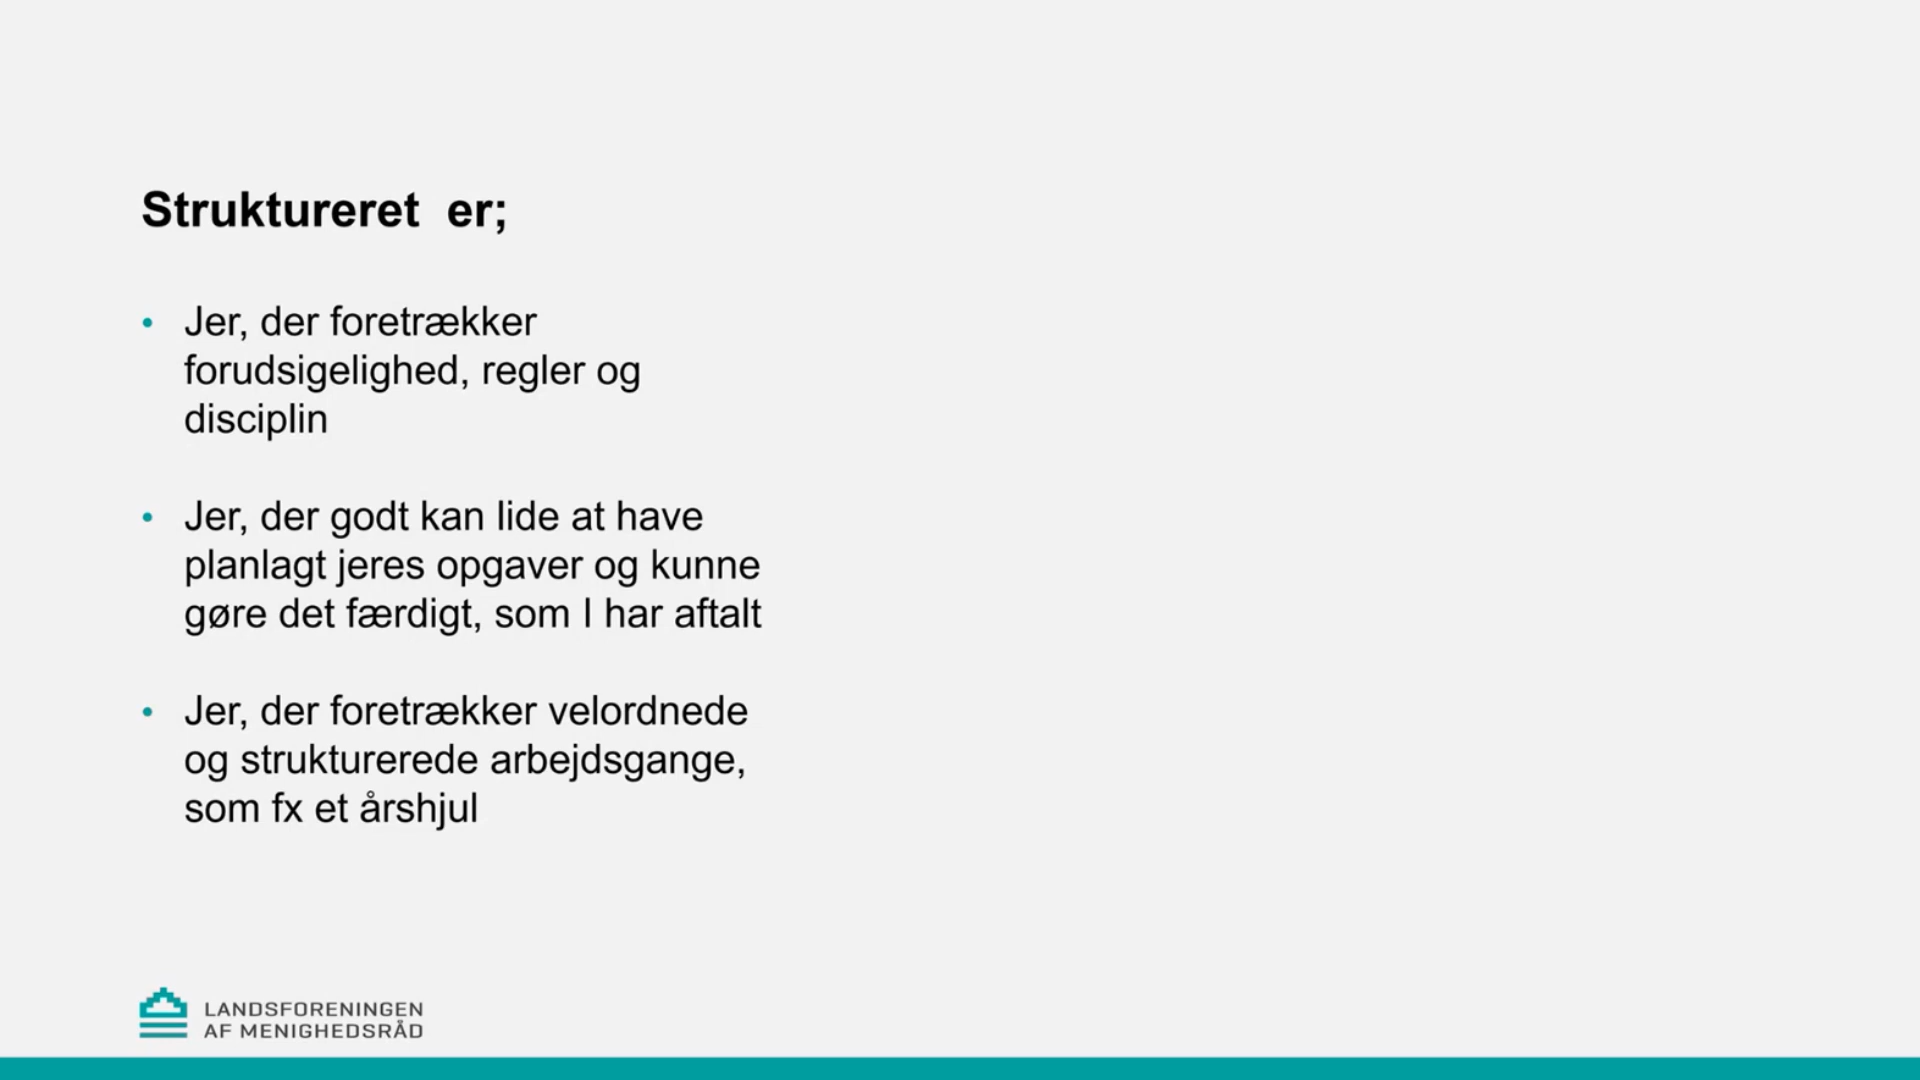 Struktureret  er;
• Jer, der foretrækker
forudsigelighed, regler og
disciplin
• Jer, der godt kan lide at have
planlagt jeres opgaver og kunne
gøre det færdigt, som I har aftalt
• Jer, der foretrækker velordnede
og strukturerede arbejdsgange,
som fx et årshjul
LANDSFORENINGEN
AF MENIGHEDSRÅD